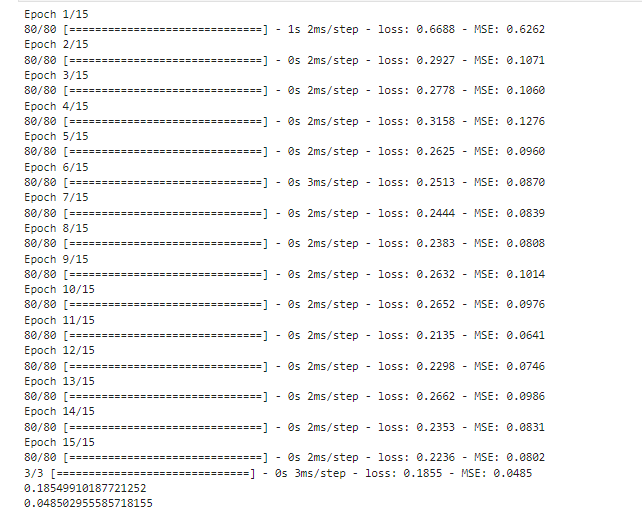 Epoch 1/15
80/80 [==============================] - 1s 2ms/step - loss: 0.6688 - MSE: 0.6262
Epoch 2/15
80/80 [==============================] - 0s 2ms/step - loss: 0.2927 - MSE: 0.1071
Epoch 3/15
80/80 [==============================] - 0s 2ms/step - loss: 0.2778 - MSE: 0.1060
Epoch 4/15
80/80 [==============================] - 0s 2ms/step - loss: 0.3158 - MSE: 0.1276
Epoch 5/15
80/80 [==============================] - 0s 2ms/step - loss: 0.2625 - MSE: 0.0960
Epoch 6/15
80/80 [==============================] - 0s 3ms/step - loss: 0.2513 - MSE: 0.0870
Epoch 7/15
80/80 [==============================] - 0s 2ms/step - loss: 0.2444 - MSE: 0.0839
Epoch 8/15
80/80 [==============================] - 0s 2ms/step - loss: 0.2383 - MSE: 0.0808
Epoch 9/15
80/80 [==============================] - 0s 2ms/step - loss: 0.2632 - MSE: 0.1014
Epoch 10/15
80/80 [==============================] - 0s 2ms/step - loss: 0.2652 - MSE: 0.0976
Epoch 11/15
80/80 [==============================] - 0s 2ms/step - loss: 0.2135 - MSE: 0.0641
Epoch 12/15
80/80 [==============================] - 0s 2ms/step - loss: 0.2298 - MSE: 0.0746
Epoch 13/15
80/80 [==============================] - 0s 2ms/step - loss: 0.2662 - MSE: 0.0986
Epoch 14/15
80/80 [==============================] - 0s 2ms/step - loss: 0.2353 - MSE: 0.0831
Epoch 15/15
80/80 [==============================] - 0s 2ms/step - loss: 0.2236 - MSE: 0.0802
3/3 [==============================] - 0s 3ms/step - loss: 0.1855 - MSE: 0.0485
0.18549910187721252
0.048502955585718155